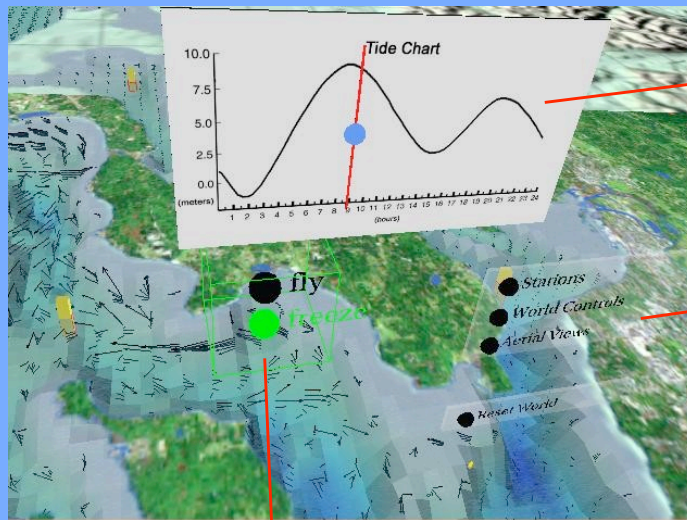 Tide Chart
10.0
7.5
5.0
2.5
0.0
(meters)
1 2 3 4 5 6 7 8 9 10 11 12 13 14 15 16 17 18 19 20 21 22 23 24
(hours)
fly
freeze
Stations
World Controls
Aerial Views
Reset World